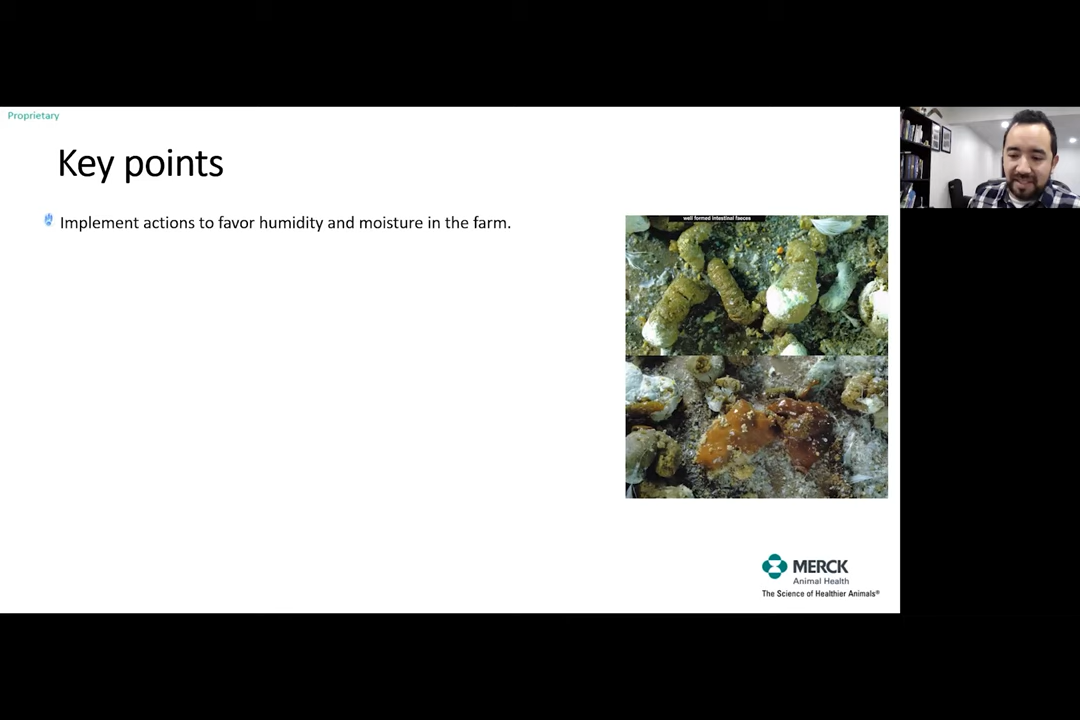 Proprietary
Key points
Implement actions to favor humidity and moisture in the farm.
well formed intestinal faeces
MERCK
Animal Health
The Science of Healthier Animals®